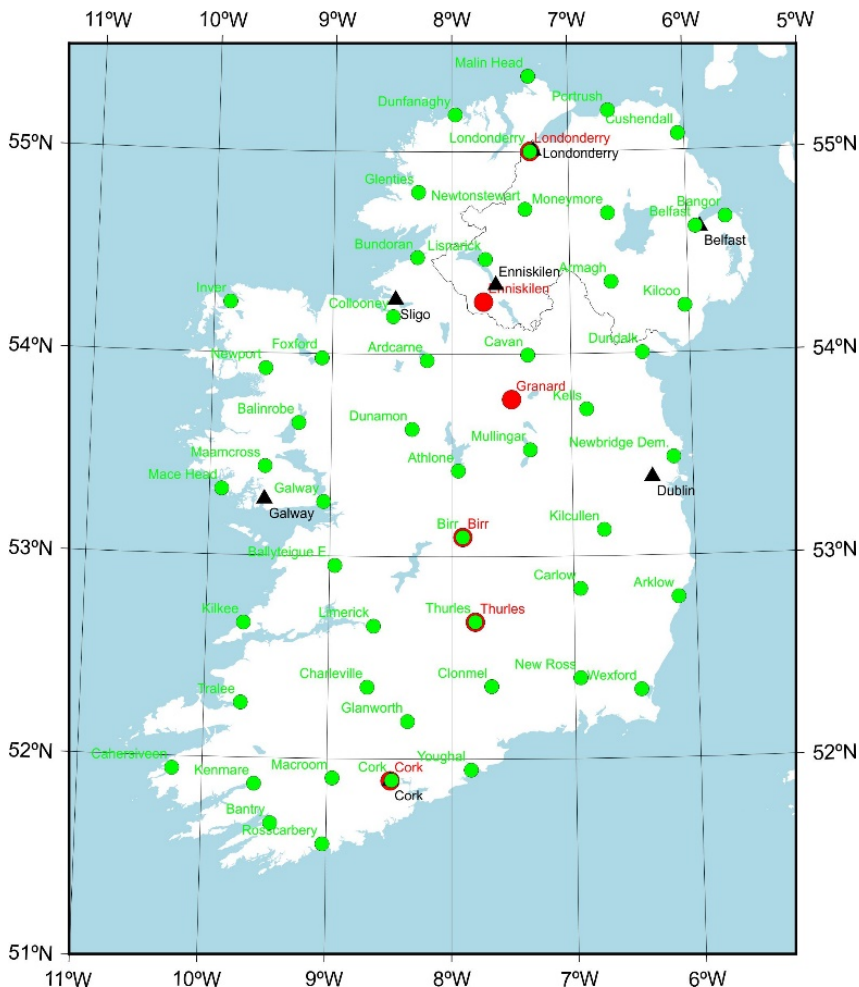 11ºW 10ºW 9ºW 8ºW 7ºW 6ºW 5ºW
Malin Head
Dunfanaghy
Portrush
Cushendall
55ºN
Londonderry Londonderry
55ºN
Londonderry
Glenties
Newtonstewart Moneymore
Bangor
Belfast
Belfast
Bundoran Lisnarick
Enniskilen
Armagh
Enniskilen
Inver
Collooney
Kilcoo
Sligo
54ºN
Foxford
Ardcarne
Cavan
Dundalk
54ºN
Newport
Granard
Kells
Balinrobe
Dunamon
Mullingar
Newbridge Dem.
Maamcross
Athlone
Mace Head
Galway
Dublin
Galway
Kilcullen
Birr Birr
53ºN
Ballyteigue F
53ºN
Carlow
Arklow
Kilkee
Limerick
Thurles Thurles
Charleville
Clonmel
New Ross
Wexford
Tralee
Glanworth
52ºN
Cahersiveen
52ºN
Kenmare
Macroom
Cork Cork
Youghal
Cork
Bantry
Rosscarbery
51ºN
51ºN
11ºW 10ºW 9ºW 8ºW 7ºW 6ºW